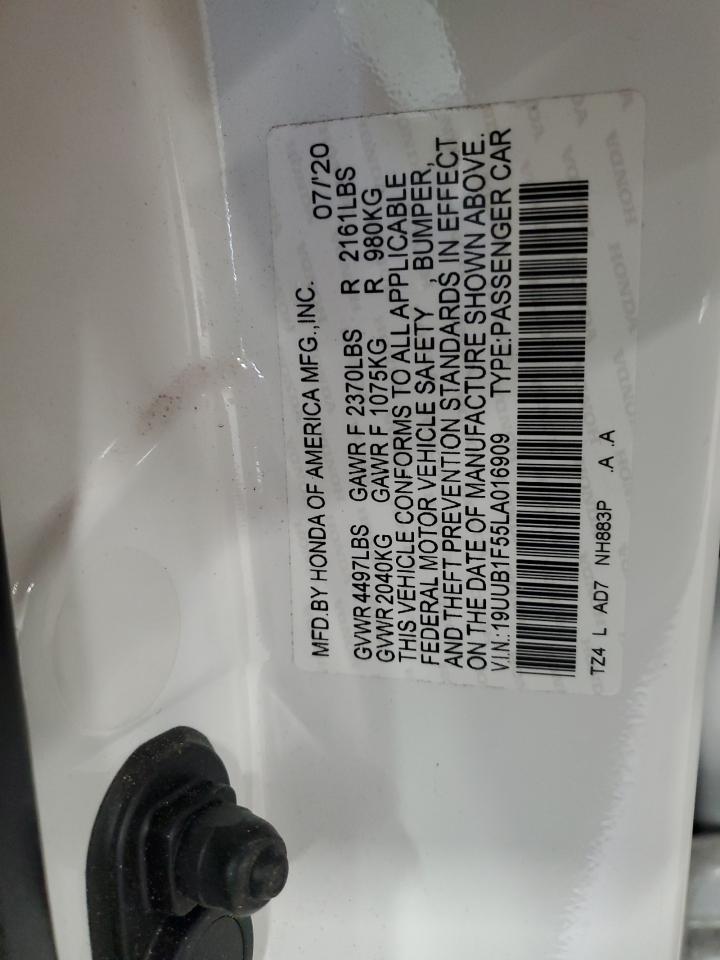 MFD.BY HONDA OF AMERICA MFG.,INC. 07/'20
GVWR 4497LBS GAWR F 2370LBS R 2161LBS
GVWR 2040KG GAWR F 1075KG R 980KG
THIS VEHICLE CONFORMS TO ALL APPLICABLE
FEDERAL MOTOR VEHICLE SAFETY , BUMPER,
AND THEFT PREVENTION STANDARDS IN EFFECT
ON THE DATE OF MANUFACTURE SHOWN ABOVE.
V.I.N.:19UUB1F55LA016909 TYPE:PASSENGER CAR
TZ4 L AD7 NH883P .A .A